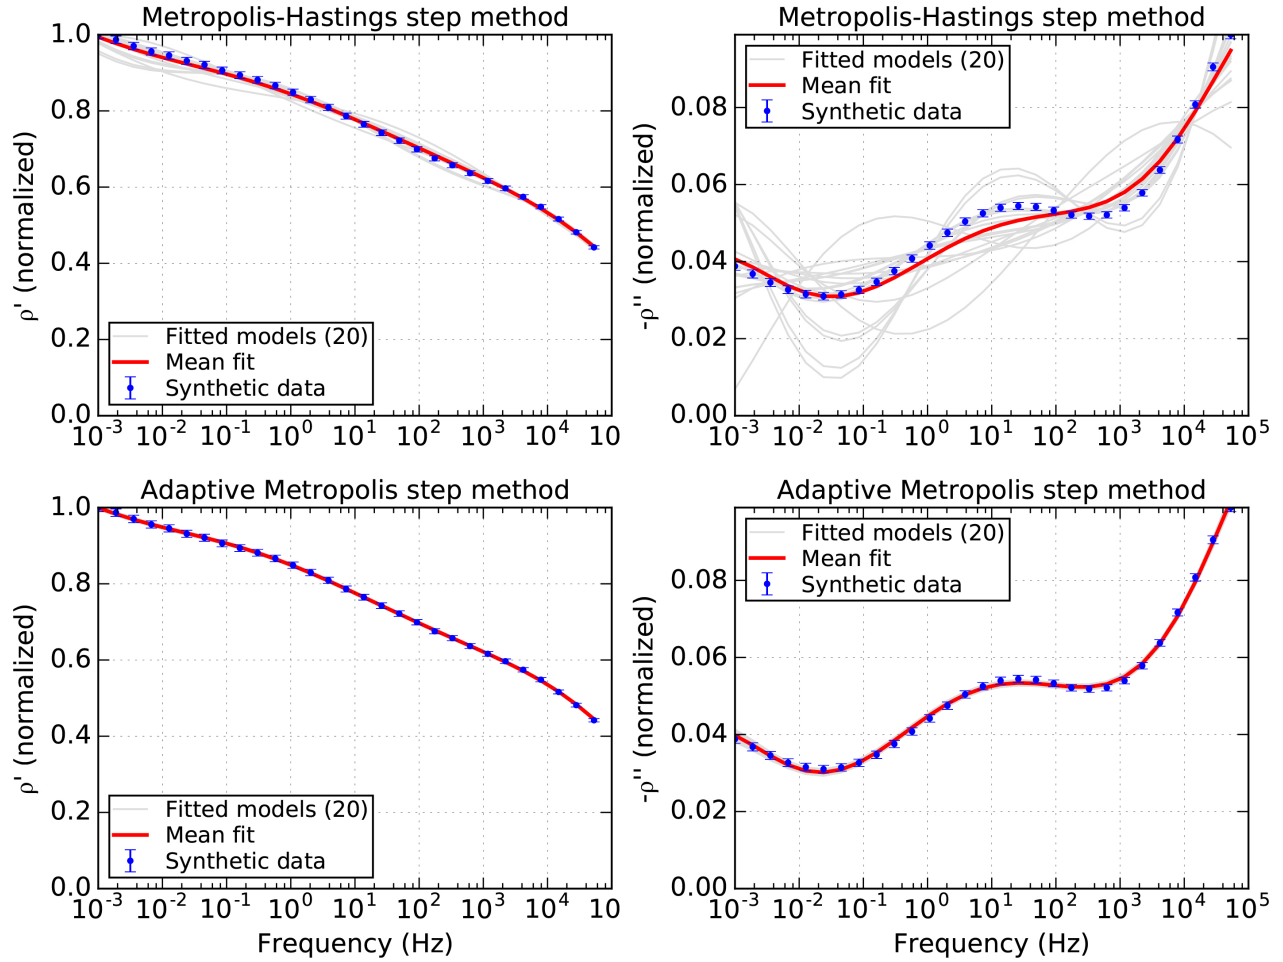 Metropolis-Hastings step method
ρ' (normalized)
1.0
0.8
0.6
0.4
0.2
0.0
Fitted models (20)
Mean fit
Synthetic data
10⁻³ 10⁻² 10⁻¹ 10⁰ 10¹ 10² 10³ 10⁴ 10
Metropolis-Hastings step method
-ρ'' (normalized)
0.08
0.06
0.04
0.02
0.00
Fitted models (20)
Mean fit
Synthetic data
10⁻³ 10⁻² 10⁻¹ 10⁰ 10¹ 10² 10³ 10⁴ 10⁵
Adaptive Metropolis step method
ρ' (normalized)
1.0
0.8
0.6
0.4
0.2
0.0
Fitted models (20)
Mean fit
Synthetic data
10⁻³ 10⁻² 10⁻¹ 10⁰ 10¹ 10² 10³ 10⁴ 10
Frequency (Hz)
Adaptive Metropolis step method
-ρ'' (normalized)
0.08
0.06
0.04
0.02
0.00
Fitted models (20)
Mean fit
Synthetic data
10⁻³ 10⁻² 10⁻¹ 10⁰ 10¹ 10² 10³ 10⁴ 10⁵
Frequency (Hz)